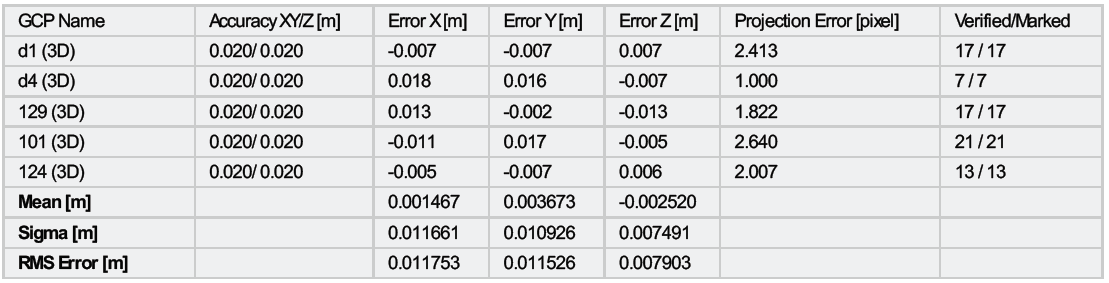 GCP Name Accuracy XY/Z [m] Error X [m] Error Y [m] Error Z [m] Projection Error [pixel] Verified/Marked
d1 (3D) 0.020/ 0.020 -0.007 -0.007 0.007 2.413 17 / 17
d4 (3D) 0.020/ 0.020 0.018 0.016 -0.007 1.000 7 / 7
129 (3D) 0.020/ 0.020 0.013 -0.002 -0.013 1.822 17 / 17
101 (3D) 0.020/ 0.020 -0.011 0.017 -0.005 2.640 21 / 21
124 (3D) 0.020/ 0.020 -0.005 -0.007 0.006 2.007 13 / 13
Mean [m] 0.001467 0.003673 -0.002520
Sigma [m] 0.011661 0.010926 0.007491
RMS Error [m] 0.011753 0.011526 0.007903